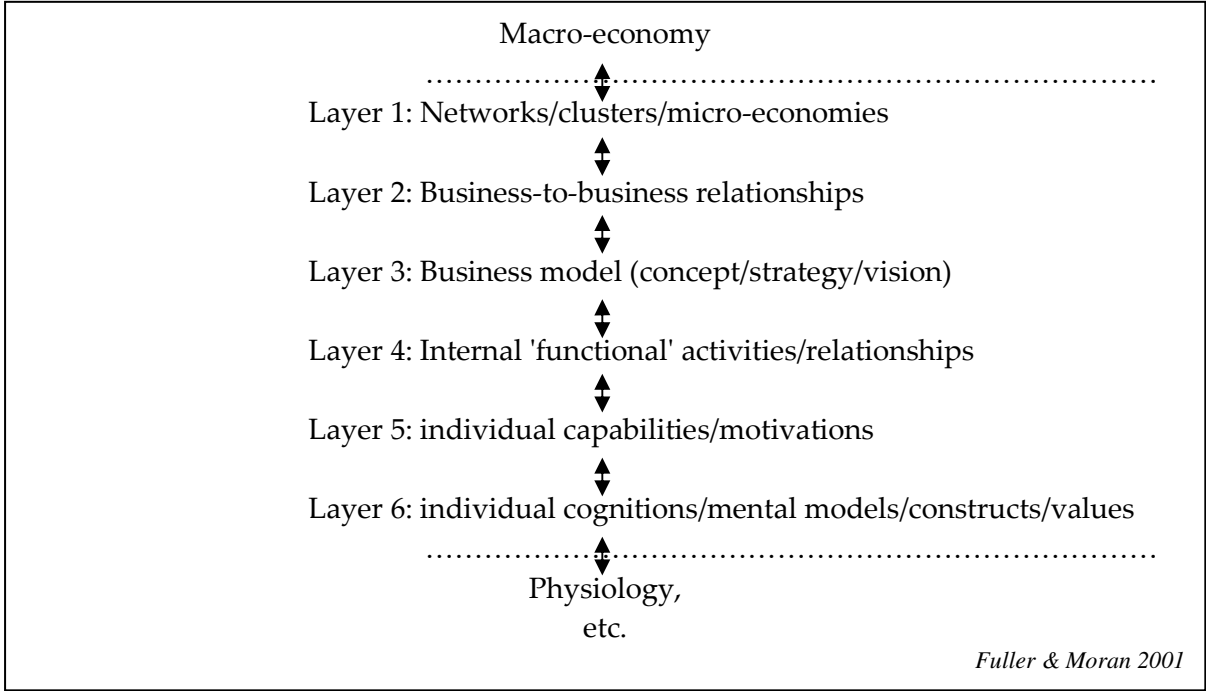 Macro-economy
……………………………………………………………………
Layer 1: Networks/clusters/micro-economies
Layer 2: Business-to-business relationships
Layer 3: Business model (concept/strategy/vision)
Layer 4: Internal 'functional' activities/relationships
Layer 5: individual capabilities/motivations
Layer 6: individual cognitions/mental models/constructs/values
……………………………………………………………………
Physiology,
etc.
Fuller & Moran 2001